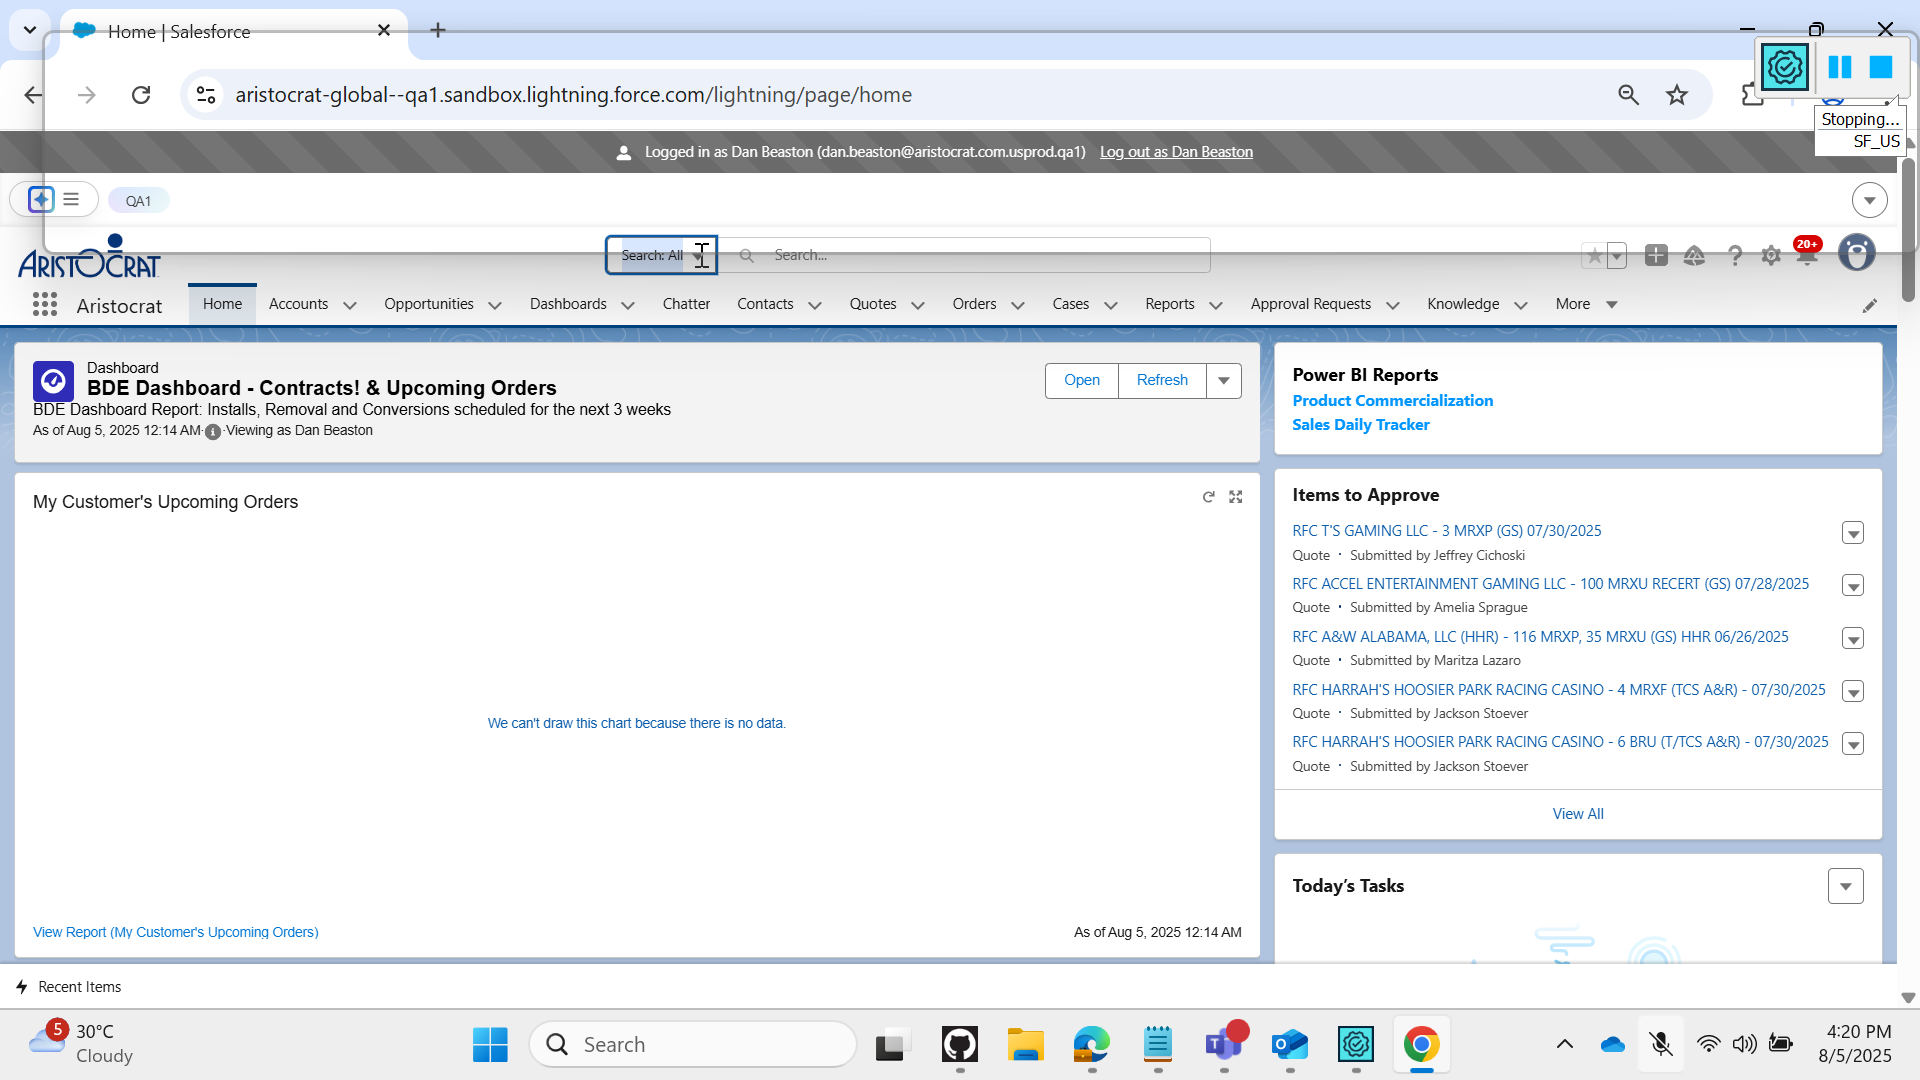 Home | Salesforce
aristocrat-global--qa1.sandbox.lightning.force.com/lightning/page/home
Stopping...
SF_US
Logged in as Dan Beaston (dan.beaston@aristocrat.com.usprod.qa1) Log out as Dan Beaston
QA1
ARISTOCRAT
Search: All
Search...
20+
Aristocrat
Home
Accounts
Opportunities
Dashboards
Chatter
Contacts
Quotes
Orders
Cases
Reports
Approval Requests
Knowledge
More
Dashboard
BDE Dashboard - Contracts! & Upcoming Orders
BDE Dashboard Report: Installs, Removal and Conversions scheduled for the next 3 weeks
As of Aug 5, 2025 12:14 AM·Viewing as Dan Beaston
Open
Refresh
My Customer's Upcoming Orders
We can't draw this chart because there is no data.
View Report (My Customer's Upcoming Orders)
As of Aug 5, 2025 12:14 AM
Power BI Reports
Product Commercialization
Sales Daily Tracker
Items to Approve
RFC T'S GAMING LLC - 3 MRXP (GS) 07/30/2025
Quote · Submitted by Jeffrey Cichoski
RFC ACCEL ENTERTAINMENT GAMING LLC - 100 MRXU RECERT (GS) 07/28/2025
Quote · Submitted by Amelia Sprague
RFC A&W ALABAMA, LLC (HHR) - 116 MRXP, 35 MRXU (GS) HHR 06/26/2025
Quote · Submitted by Maritza Lazaro
RFC HARRAH'S HOOSIER PARK RACING CASINO - 4 MRXF (TCS A&R) - 07/30/2025
Quote · Submitted by Jackson Stoever
RFC HARRAH'S HOOSIER PARK RACING CASINO - 6 BRU (T/TCS A&R) - 07/30/2025
Quote · Submitted by Jackson Stoever
View All
Today's Tasks
Recent Items
5
30°C
Cloudy
Search
4:20 PM
8/5/2025